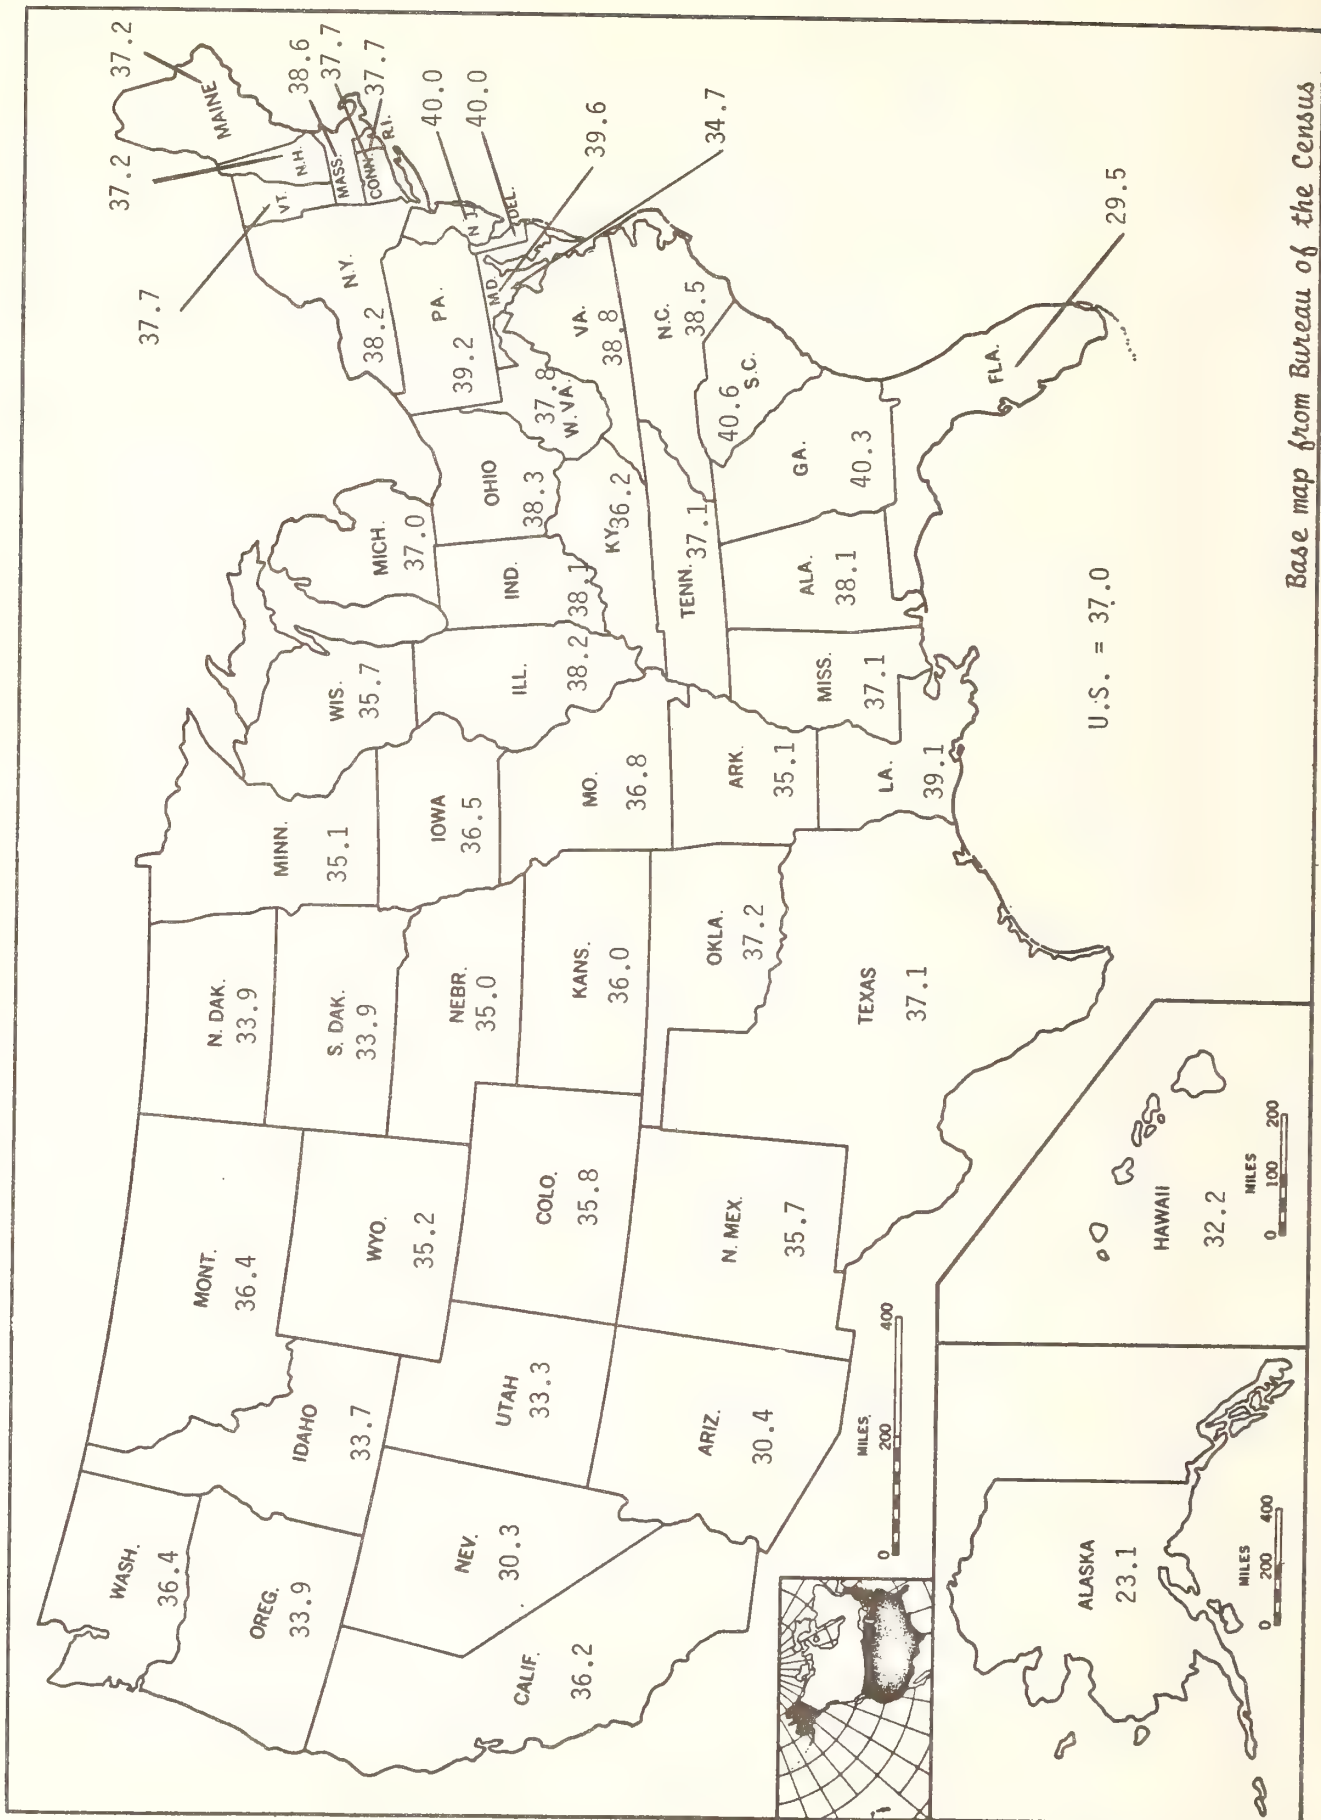 WASH.
36.4
OREG.
33.9
CALIF.
36.2
NEV.
30.3
IDAHO
33.7
MONT.
36.4
WYO.
35.2
UTAH
33.3
ARIZ.
30.4
COLO.
35.8
N. MEX.
35.7
N. DAK.
33.9
S. DAK.
33.9
NEBR.
35.0
KANS.
36.0
OKLA.
37.2
TEXAS
37.1
MINN.
35.1
IOWA
36.5
MO.
36.8
ARK.
35.1
LA.
39.1
WIS.
35.7
ILL.
38.2
MICH.
37.0
IND.
38.1
OHIO
38.3
KY.
36.2
TENN.
37.1
MISS.
37.1
ALA.
38.1
GA.
40.3
FLA.
29.5
S.C.
40.6
N.C.
38.5
VA.
38.8
W.VA.
37.8
PA.
39.2
N.Y.
38.2
VT.
37.7
N.H.
37.2
MAINE
37.2
MASS.
38.6
CONN.
37.7
R.I.
37.7
N.J.
40.0
DEL.
40.0
MD.
39.6
34.7
U.S. = 37.0
MILES
0 200 400
ALASKA
23.1
MILES
0 200 400
HAWAII
32.2
MILES
0 100 200
Base map from Bureau of the Census